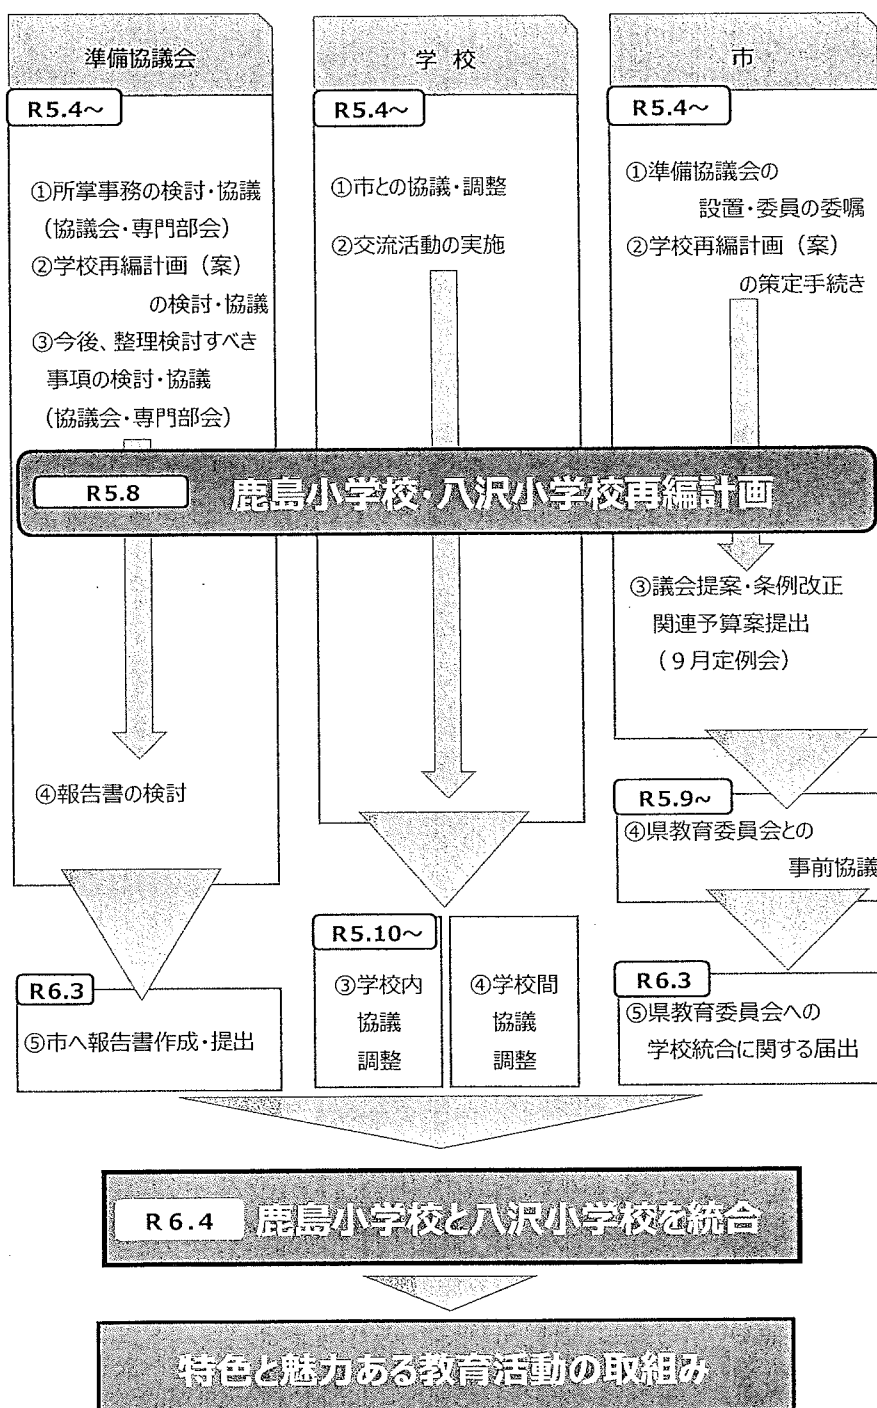 準備協議会
R5.4～
①所掌事務の検討・協議
（協議会・専門部会）
②学校再編計画（案）
の検討・協議
③今後、整理検討すべき
事項の検討・協議
（協議会・専門部会）
学 校
R5.4～
①市との協議・調整
②交流活動の実施
市
R5.4～
①準備協議会の
設置・委員の委嘱
②学校再編計画（案）
の策定手続き
R5.8 鹿島小学校・八沢小学校再編計画
④報告書の検討
R6.3
⑤市へ報告書作成・提出
R5.10～
③学校内
協議
調整
④学校間
協議
調整
③議会提案・条例改正
関連予算案提出
（９月定例会）
R5.9～
④県教育委員会との
事前協議
R6.3
⑤県教育委員会への
学校統合に関する届出
R6.4 鹿島小学校と八沢小学校を統合
特色と魅力ある教育活動の取組み